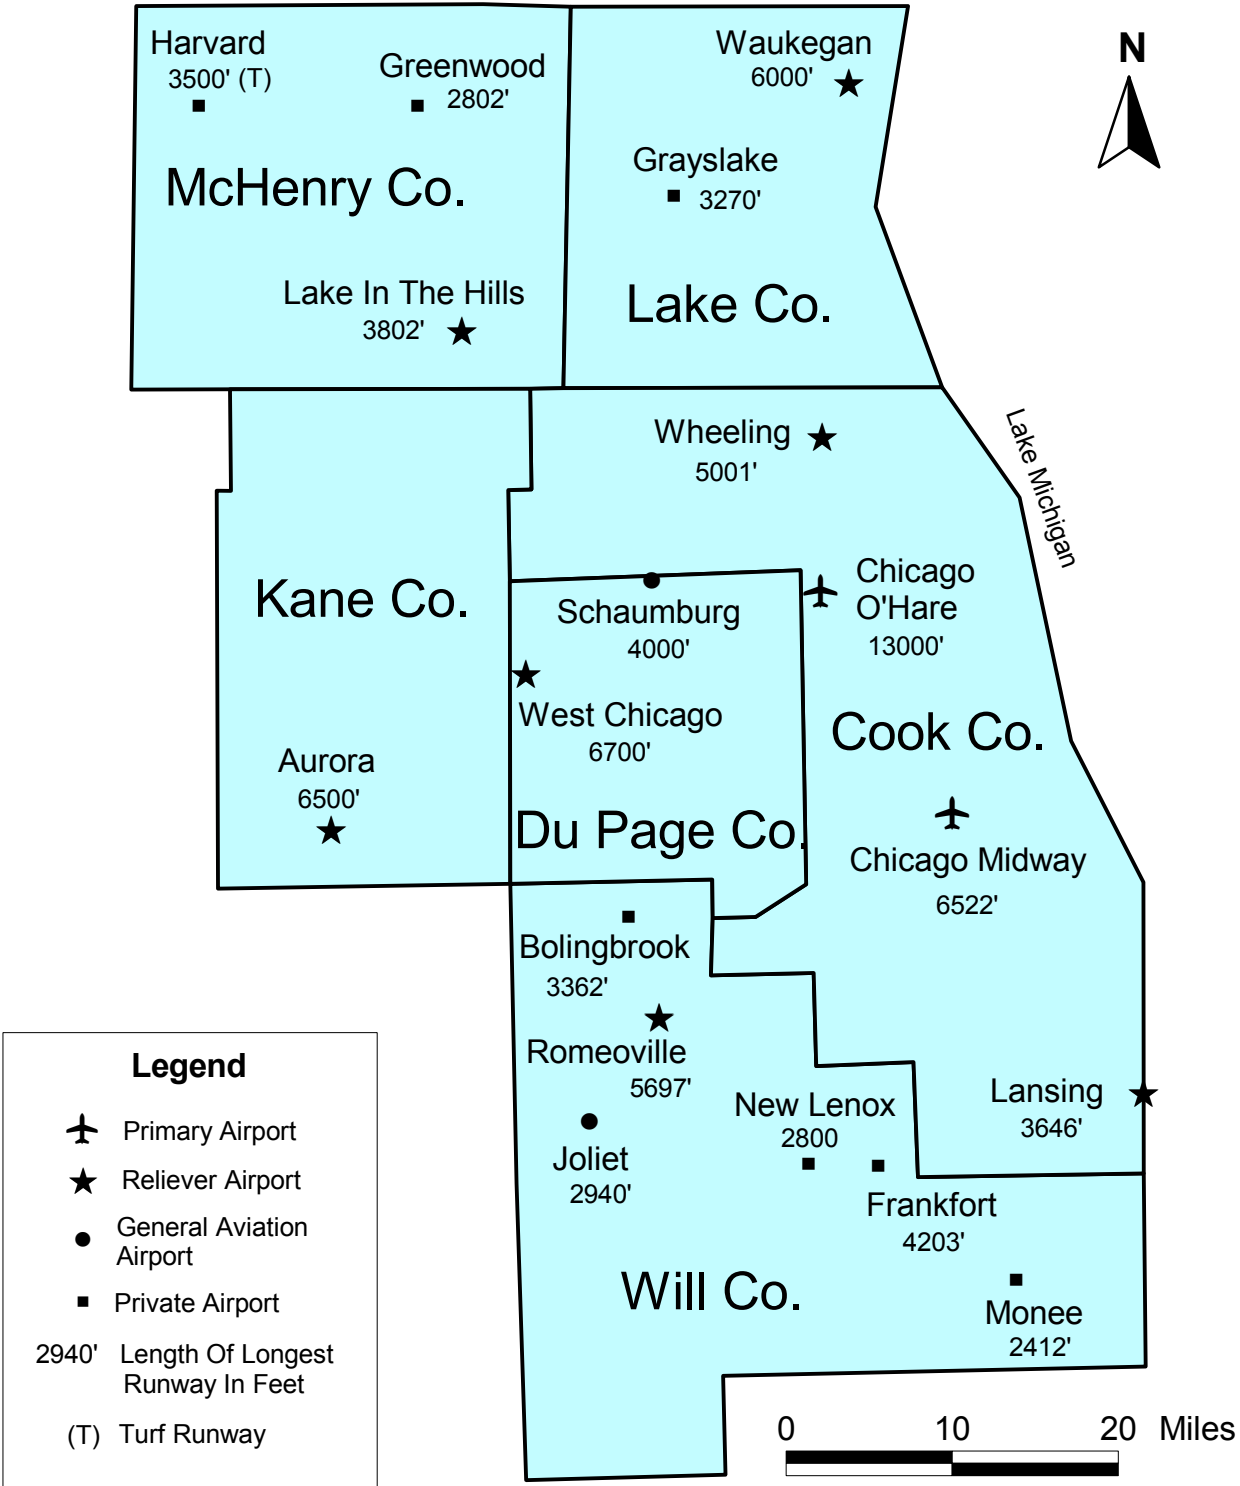 Harvard
3500' (T)
Greenwood
2802'
McHenry Co.
Lake In The Hills
3802'
Waukegan
6000'
Grayslake
3270'
Lake Co.
N
Wheeling
5001'
Lake Michigan
Kane Co.
Aurora
6500'
Schaumburg
4000'
West Chicago
6700'
Du Page Co.
Chicago
O'Hare
13000'
Cook Co.
Chicago Midway
6522'
Bolingbrook
3362'
Romeoville
5697'
Joliet
2940'
New Lenox
2800
Lansing
3646'
Frankfort
4203'
Will Co.
Monee
2412'
Legend
Primary Airport
Reliever Airport
General Aviation
Airport
Private Airport
2940' Length Of Longest
Runway In Feet
(T) Turf Runway
0 10 20 Miles